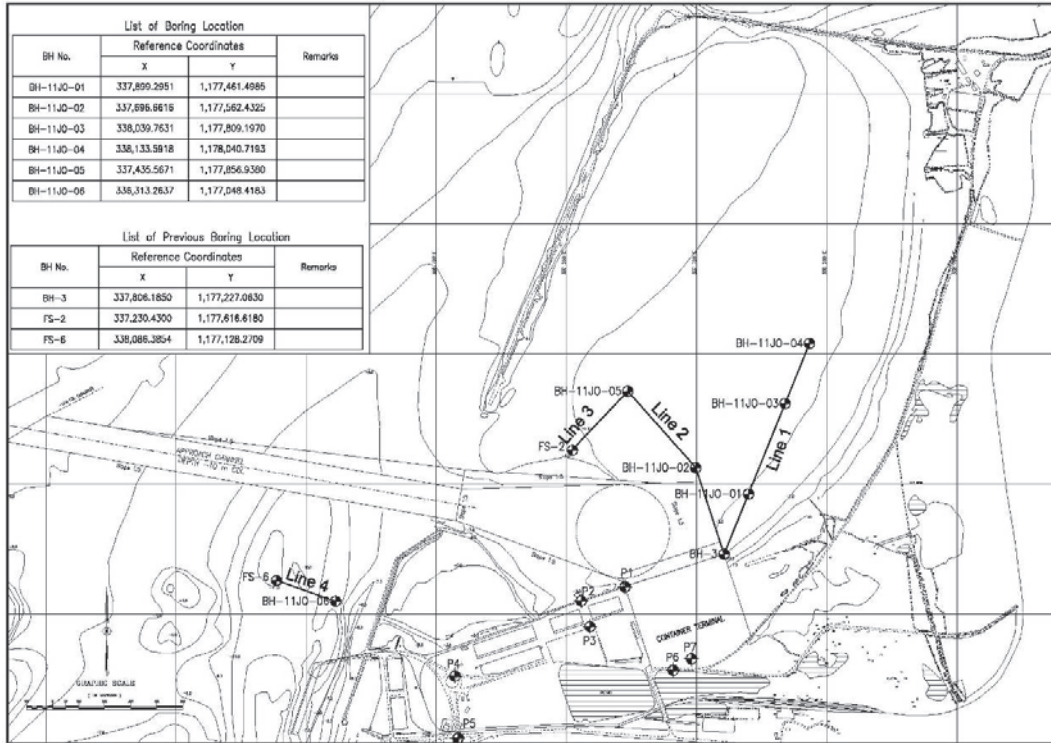 List of Boring Location
BH No.
Reference Coordinates
Remarks
X
Y
BH-11JO-01 337,899.2951 1,177,461.4985
BH-11JO-02 337,696.6616 1,177,562.4325
BH-11JO-03 338,039.7631 1,177,809.1970
BH-11JO-04 338,133.5918 1,178,040.7193
BH-11JO-05 337,435.5671 1,177,856.9380
BH-11JO-06 336,313.2637 1,177,048.4183
List of Previous Boring Location
BH No.
Reference Coordinates
Remarks
X
Y
BH-3 337,806.1850 1,177,227.0630
FS-2 337,230.4300 1,177,616.6180
FS-6 338,086.3854 1,177,128.2709
BH-11JO-04
BH-11JO-05
BH-11JO-03
Line 3
Line 2
Line 1
FS-2
APPROACH CHANNEL
BH-11JO-02
BH-11JO-01
BH-3
FS-6
Line 4
BH-11JO-06
P1
P2
P3
CONTAINER TERMINAL
P4
P6
P7
GRAPHIC SCALE
P5